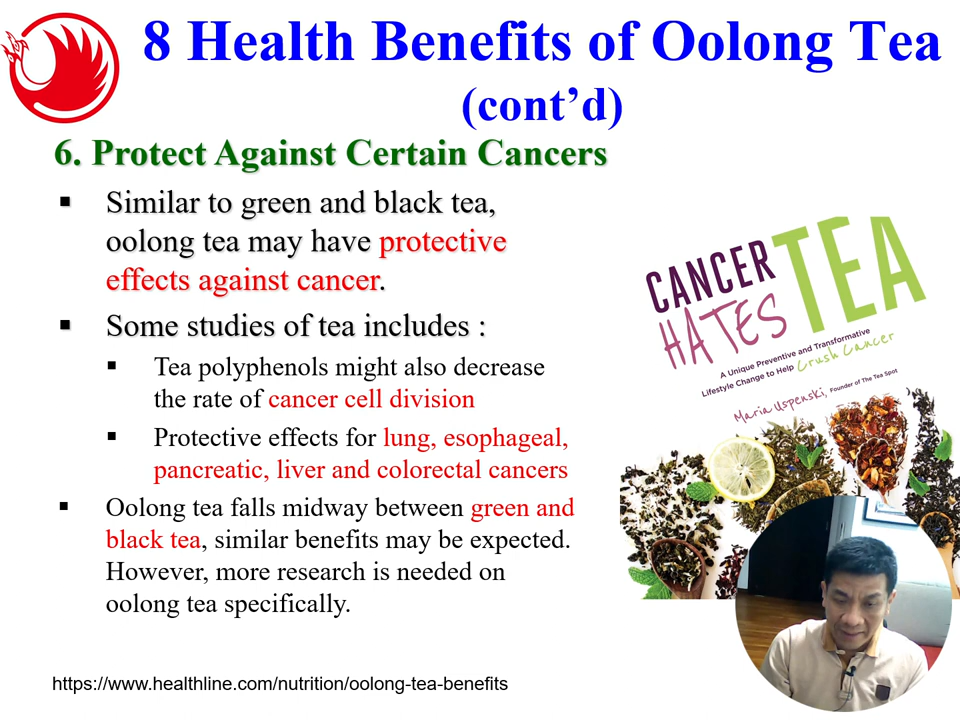 8 Health Benefits of Oolong Tea
(cont’d)
6. Protect Against Certain Cancers
Similar to green and black tea,
oolong tea may have protective
effects against cancer.
Some studies of tea includes :
Tea polyphenols might also decrease
the rate of cancer cell division
Protective effects for lung, esophageal,
pancreatic, liver and colorectal cancers
Oolong tea falls midway between green and
black tea, similar benefits may be expected.
However, more research is needed on
oolong tea specifically.
CANCER
HATES
TEA
A Unique Preventive and Transformative
Lifestyle Change to Help Crush Cancer
Maria Uspenski, Founder of The Tea Spot
https://www.healthline.com/nutrition/oolong-tea-benefits